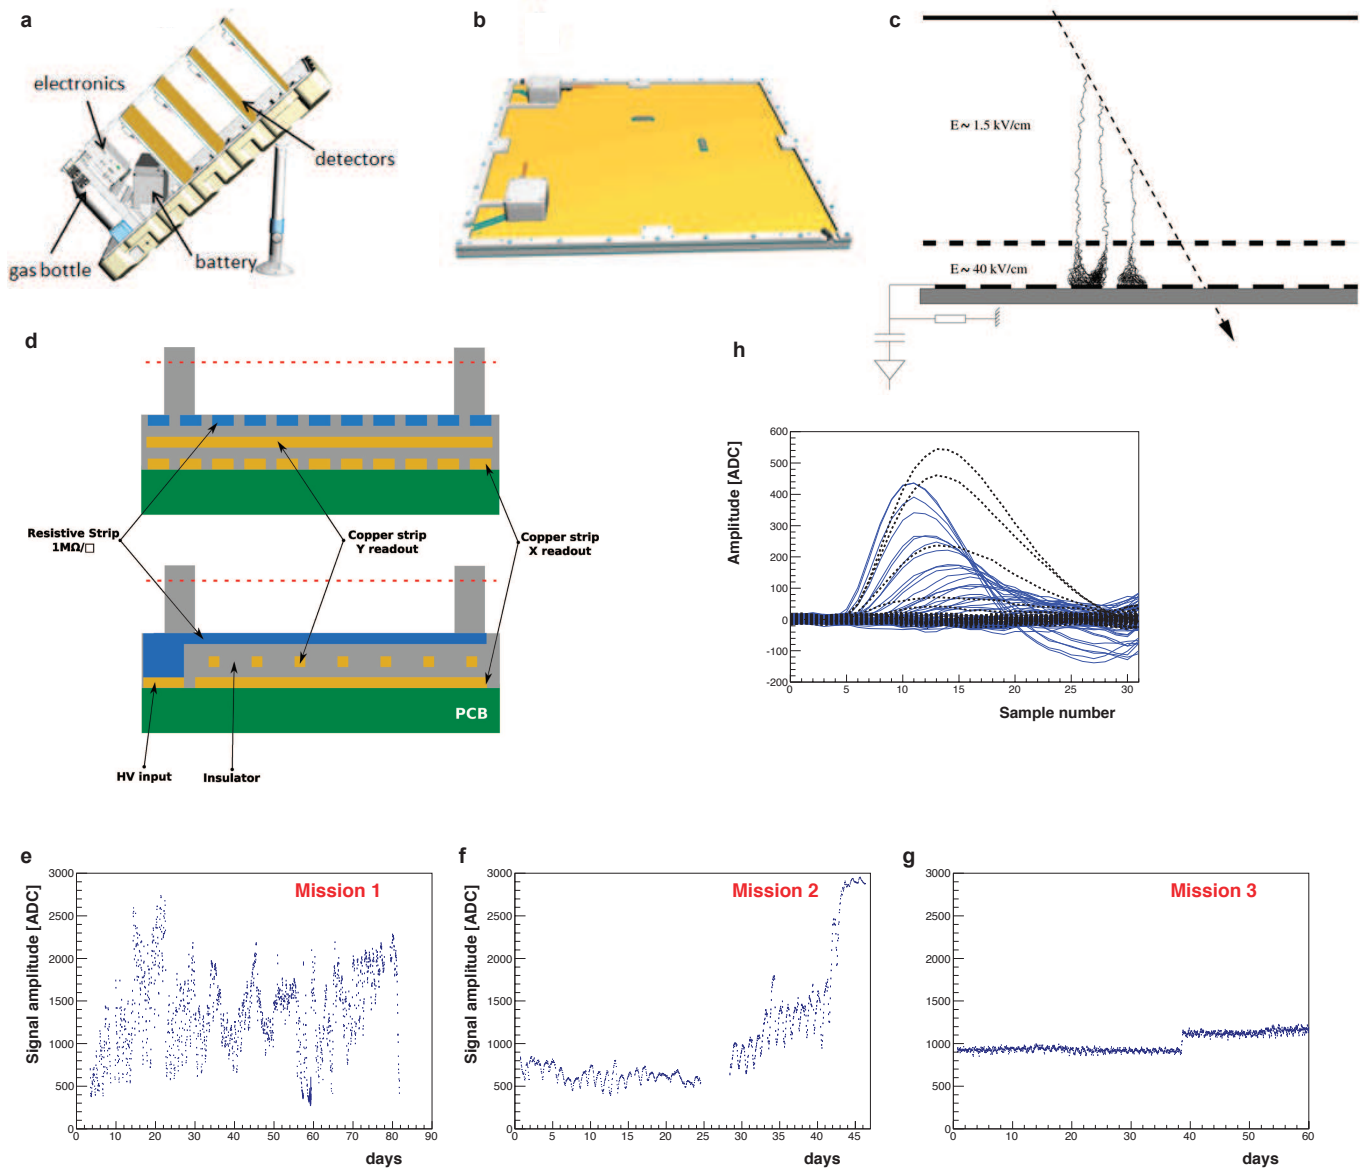 a
electronics
detectors
gas bottle
battery
b
c
E~ 1.5 kV/cm
E~ 40 kV/cm
d
Resistive Strip
1MΩ/□
Copper strip
Y readout
Copper strip
X readout
PCB
HV input
Insulator
h
Amplitude [ADC]
600
500
400
300
200
100
0
-100
-200
0 5 10 15 20 25 30
Sample number
e
Mission 1
Signal amplitude [ADC]
3000
2500
2000
1500
1000
500
0
0 10 20 30 40 50 60 70 80 90
days
f
Mission 2
Signal amplitude [ADC]
3000
2500
2000
1500
1000
500
0
0 5 10 15 20 25 30 35 40 45
days
g
Mission 3
Signal amplitude [ADC]
3000
2500
2000
1500
1000
500
0
0 10 20 30 40 50 60
days